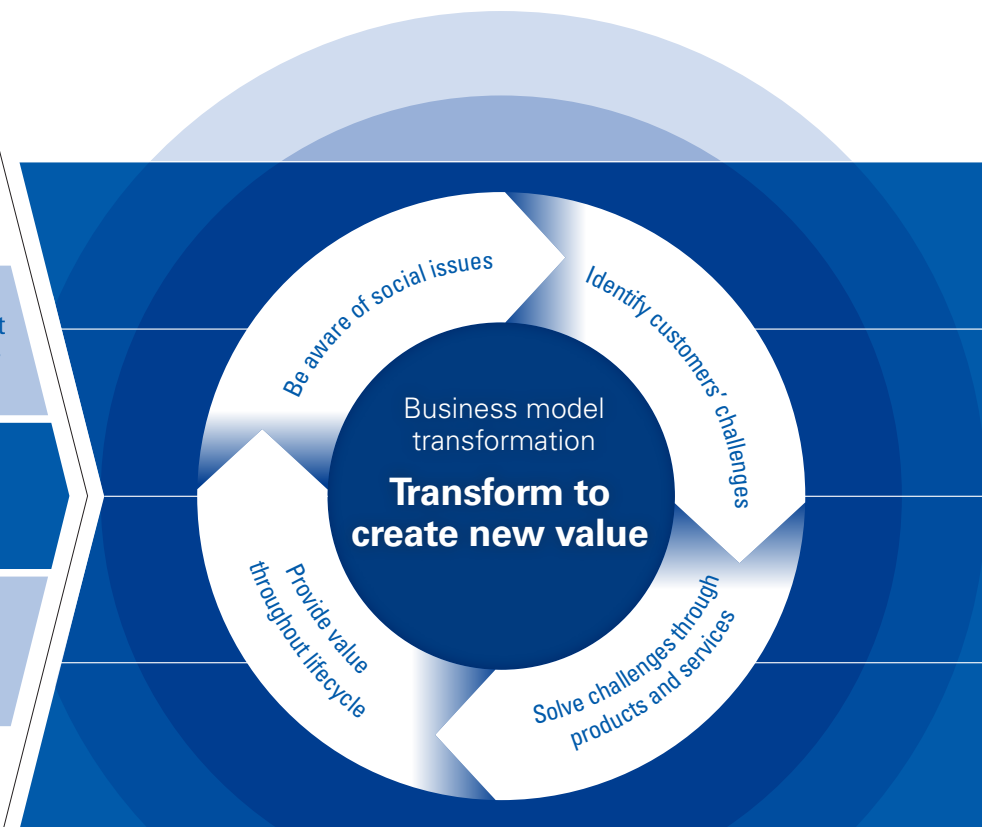 Be aware of social issues
Identify customers' challenges
Business model
transformation
Transform to
create new value
Solve challenges through
products and services
Provide value
throughout lifecycle